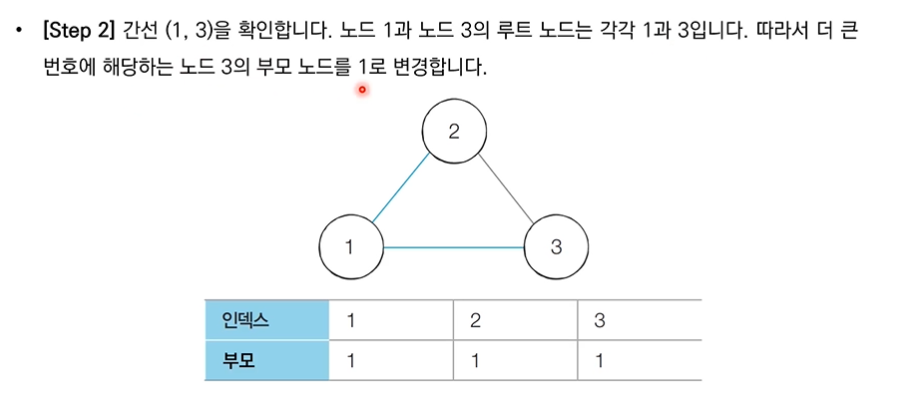 • [Step 2] 간선 (1, 3)을 확인합니다. 노드 1과 노드 3의 루트 노드는 각각 1과 3입니다. 따라서 더 큰
번호에 해당하는 노드 3의 부모 노드를 1로 변경합니다.
2
1 3
인덱스 1 2 3
부모 1 1 1